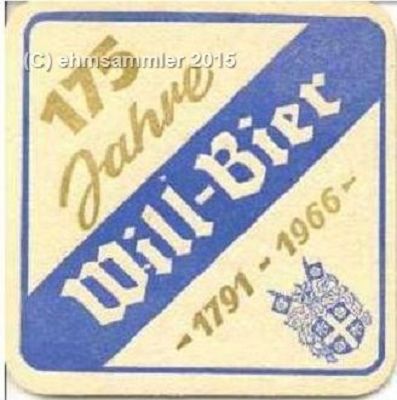 (C) ehmsammler 2015
175
Jahre
Will-Bier
- 1791 - 1966 -